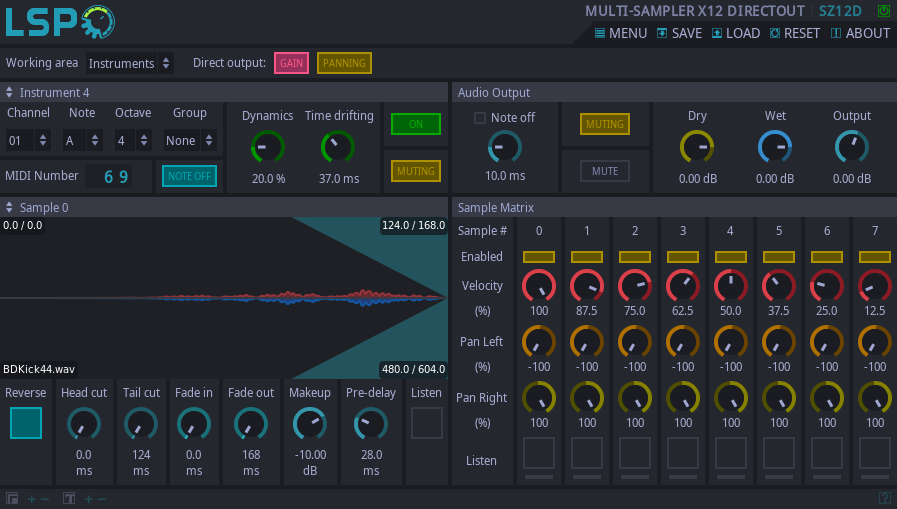 LSP
MULTI-SAMPLER X12 DIRECTOUT SZ12D
MENU SAVE LOAD RESET ABOUT
Working area Instruments Direct output: GAIN PANNING
Instrument 4
Channel Note Octave Group
01 A 4 None
MIDI Number 69 NOTE OFF
Dynamics Time drifting
20.0 % 37.0 ms
ON
MUTING
Audio Output
Note off
10.0 ms
MUTING
MUTE
Dry Wet Output
0.00 dB 0.00 dB 0.00 dB
Sample 0
0.0 / 0.0 124.0 / 168.0
BDKick44.wav 480.0 / 604.0
Reverse Head cut Tail cut Fade in Fade out Makeup Pre-delay Listen
0.0 124 0.0 168 -10.00 28.0
ms ms ms ms dB ms
Sample Matrix
Sample # 0 1 2 3 4 5 6 7
Enabled
Velocity
(%) 100 87.5 75.0 62.5 50.0 37.5 25.0 12.5
Pan Left
(%) -100 -100 -100 -100 -100 -100 -100 -100
Pan Right
(%) 100 100 100 100 100 100 100 100
Listen
+ − T + − ?